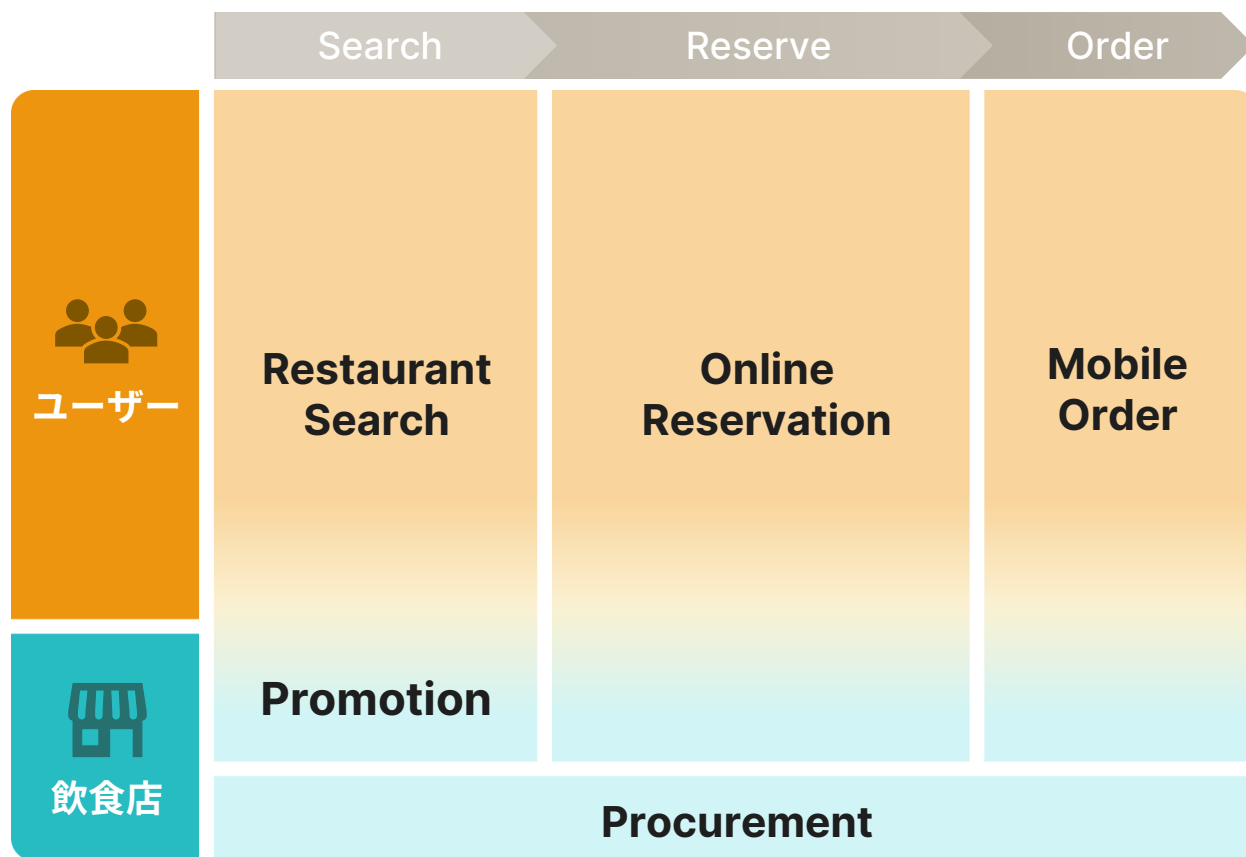 Search
Reserve
Order
ユーザー
Restaurant
Search
Online
Reservation
Mobile
Order
Promotion
飲食店
Procurement